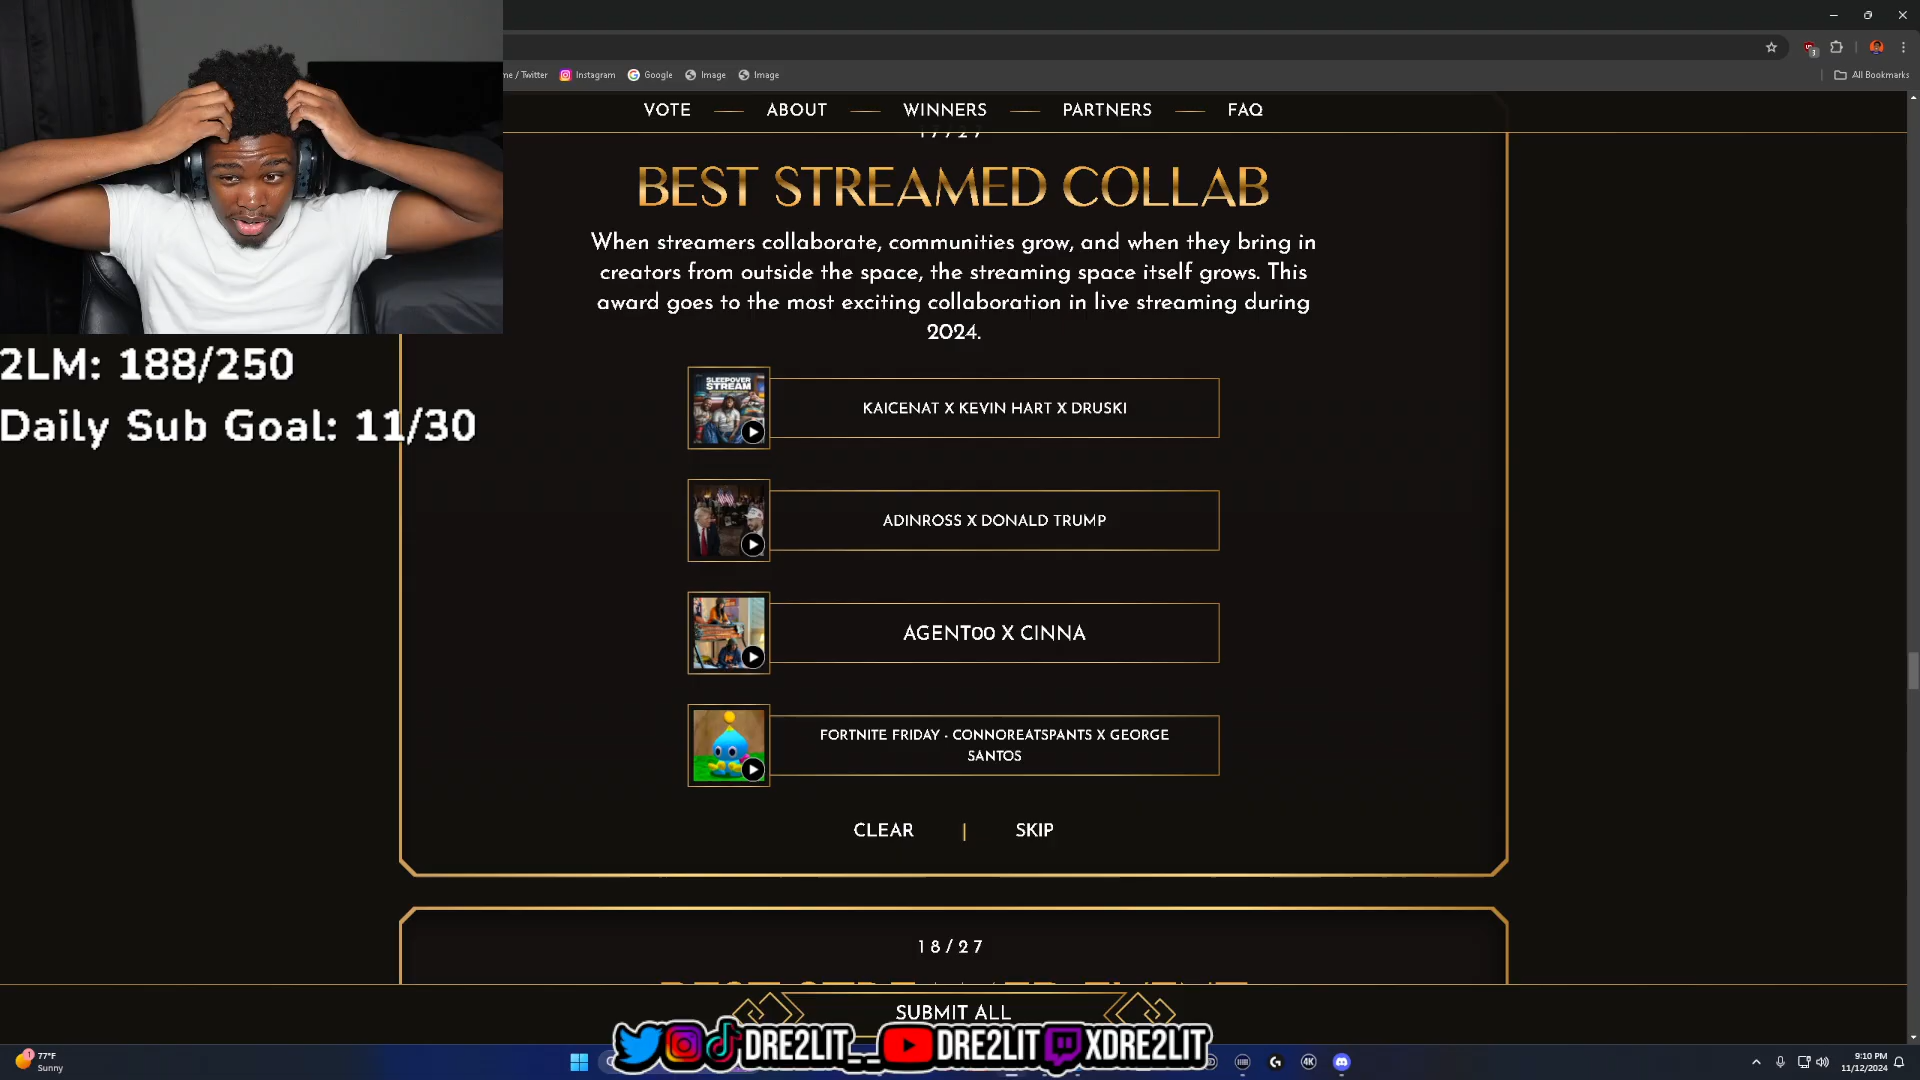 me / Twitter
Instagram
Google
Image
Image
All Bookmarks
VOTE
ABOUT
WINNERS
PARTNERS
FAQ
17/27
BEST STREAMED COLLAB
When streamers collaborate, communities grow, and when they bring in
creators from outside the space, the streaming space itself grows. This
award goes to the most exciting collaboration in live streaming during
2024.
2LM: 188/250
Daily Sub Goal: 11/30
SLEEPOVER
STREAM
KAICENAT X KEVIN HART X DRUSKI
ADINROSS X DONALD TRUMP
AGENT00 X CINNA
FORTNITE FRIDAY - CONNOREATSPANTS X GEORGE
SANTOS
CLEAR | SKIP
18/27
SUBMIT ALL
DRE2LIT__
DRE2LIT
XDRE2LIT
77°F
Sunny
4K
9:10 PM
11/12/2024